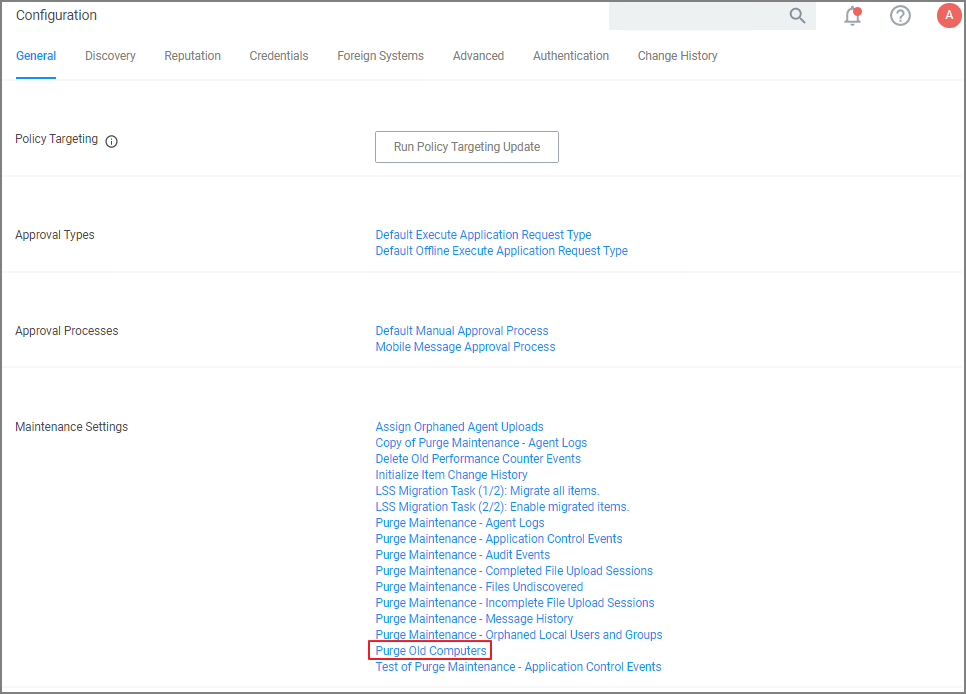 Configuration
A
General Discovery Reputation Credentials Foreign Systems Advanced Authentication Change History
Policy Targeting
Run Policy Targeting Update
Approval Types
Default Execute Application Request Type
Default Offline Execute Application Request Type
Approval Processes
Default Manual Approval Process
Mobile Message Approval Process
Maintenance Settings
Assign Orphaned Agent Uploads
Copy of Purge Maintenance - Agent Logs
Delete Old Performance Counter Events
Initialize Item Change History
LSS Migration Task (1/2): Migrate all items.
LSS Migration Task (2/2): Enable migrated items.
Purge Maintenance - Agent Logs
Purge Maintenance - Application Control Events
Purge Maintenance - Audit Events
Purge Maintenance - Completed File Upload Sessions
Purge Maintenance - Files Undiscovered
Purge Maintenance - Incomplete File Upload Sessions
Purge Maintenance - Message History
Purge Maintenance - Orphaned Local Users and Groups
Purge Old Computers
Test of Purge Maintenance - Application Control Events